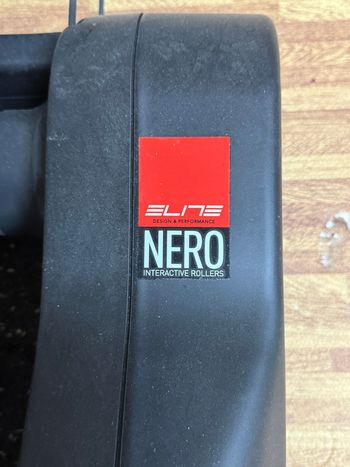 ELITE
DESIGN & PERFORMANCE
NERO
INTERACTIVE ROLLERS